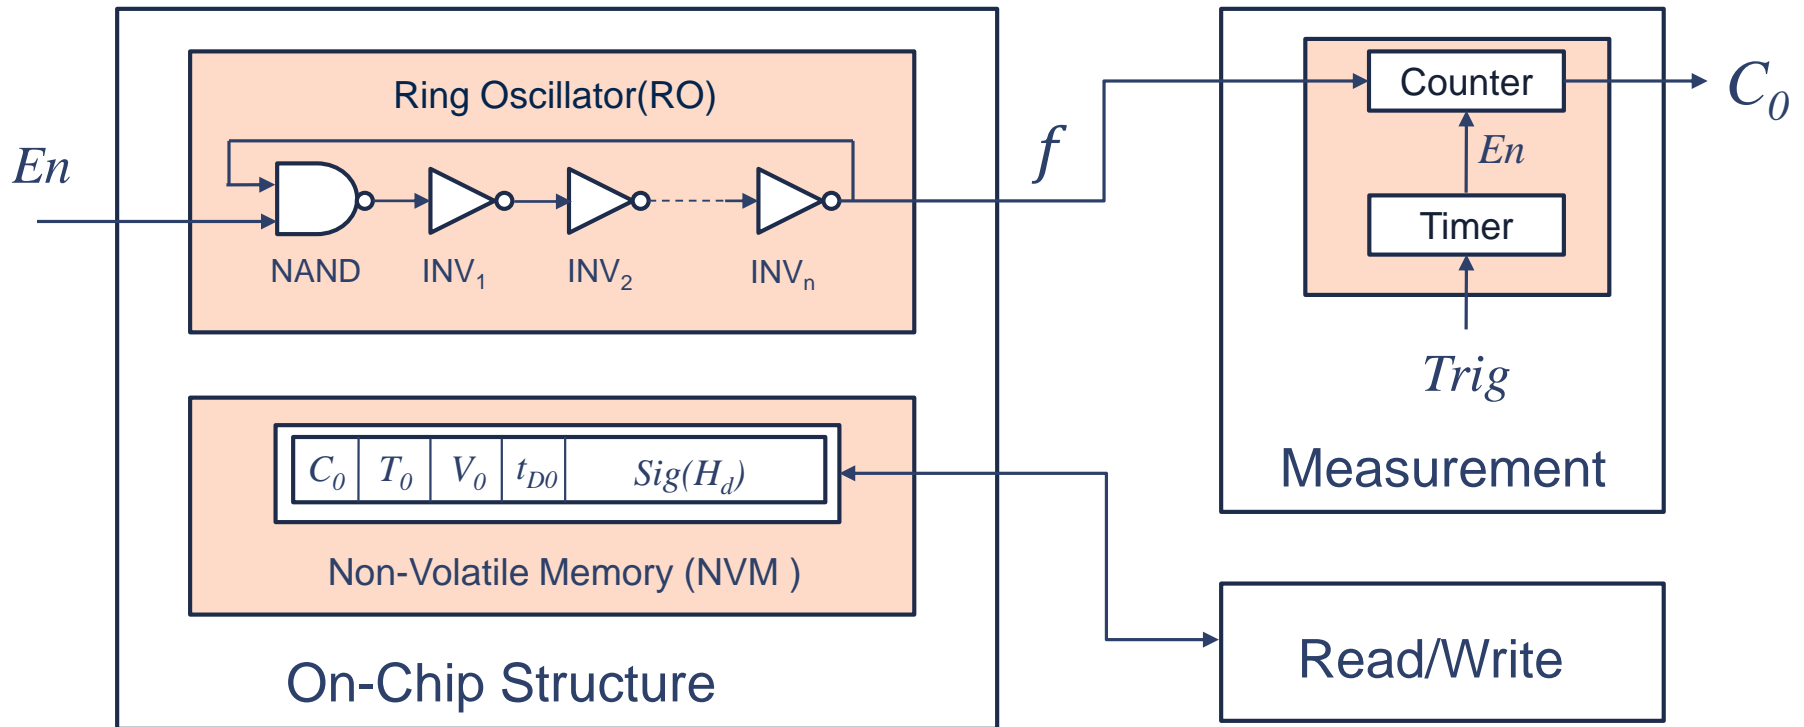 Ring Oscillator(RO)
En
NAND
INV1
INV2
INVn
f
Counter
C0
En
Timer
Trig
Measurement
C0 T0 V0 tD0 Sig(Hd)
Non-Volatile Memory (NVM )
On-Chip Structure
Read/Write